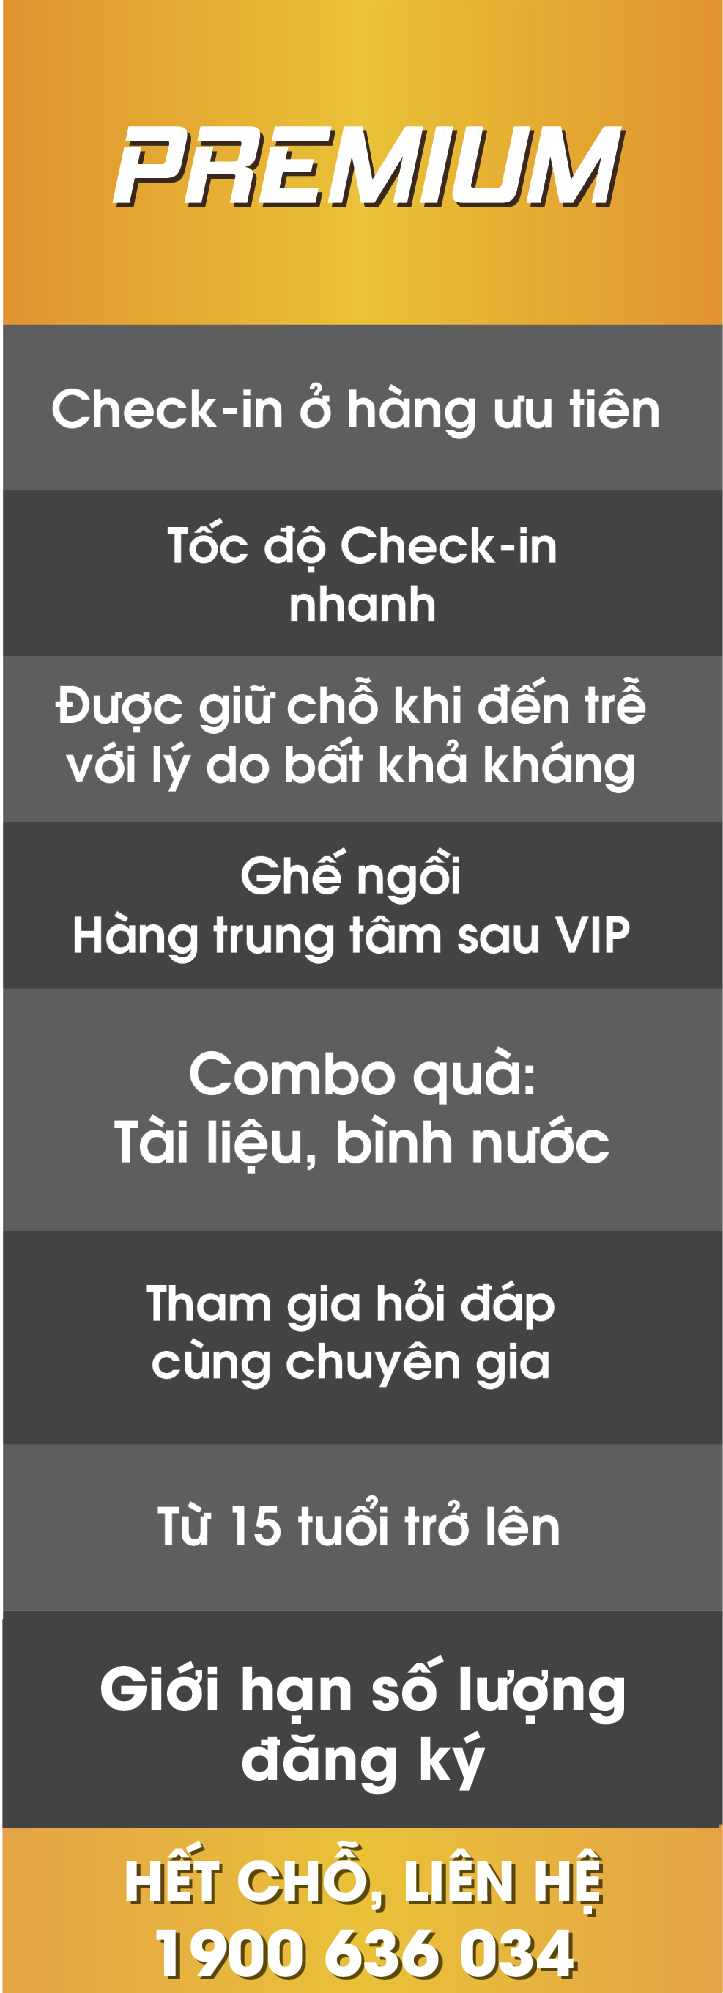 PREMIUM
Check-in ở hàng ưu tiên
Tốc độ Check-in
nhanh
Được giữ chỗ khi đến trễ
với lý do bất khả kháng
Ghế ngồi
Hàng trung tâm sau VIP
Combo quà:
Tài liệu, bình nước
Tham gia hỏi đáp
cùng chuyên gia
Từ 15 tuổi trở lên
Giới hạn số lượng
đăng ký
HẾT CHỖ, LIÊN HỆ
1900 636 034